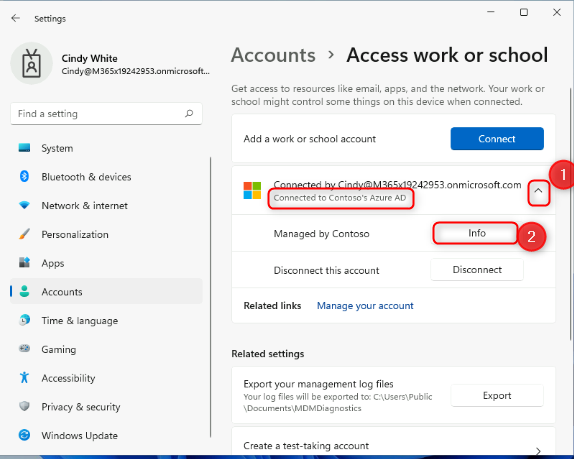 Settings
Cindy White
Cindy@M365x19242953.onmicrosoft...
Find a setting
System
Bluetooth & devices
Network & internet
Personalization
Apps
Accounts
Time & language
Gaming
Accessibility
Privacy & security
Windows Update
Accounts > Access work or school
Get access to resources like email, apps, and the network. Your work or
school might control some things on this device when connected.
Add a work or school account
Connect
Connected by Cindy@M365x19242953.onmicrosoft.com
Connected to Contoso's Azure AD
1
Managed by Contoso
Info
2
Disconnect this account
Disconnect
Related links Manage your account
Related settings
Export your management log files
Your log files will be exported to: C:\Users\Public
\Documents\MDMDiagnostics
Export
Create a test-taking account